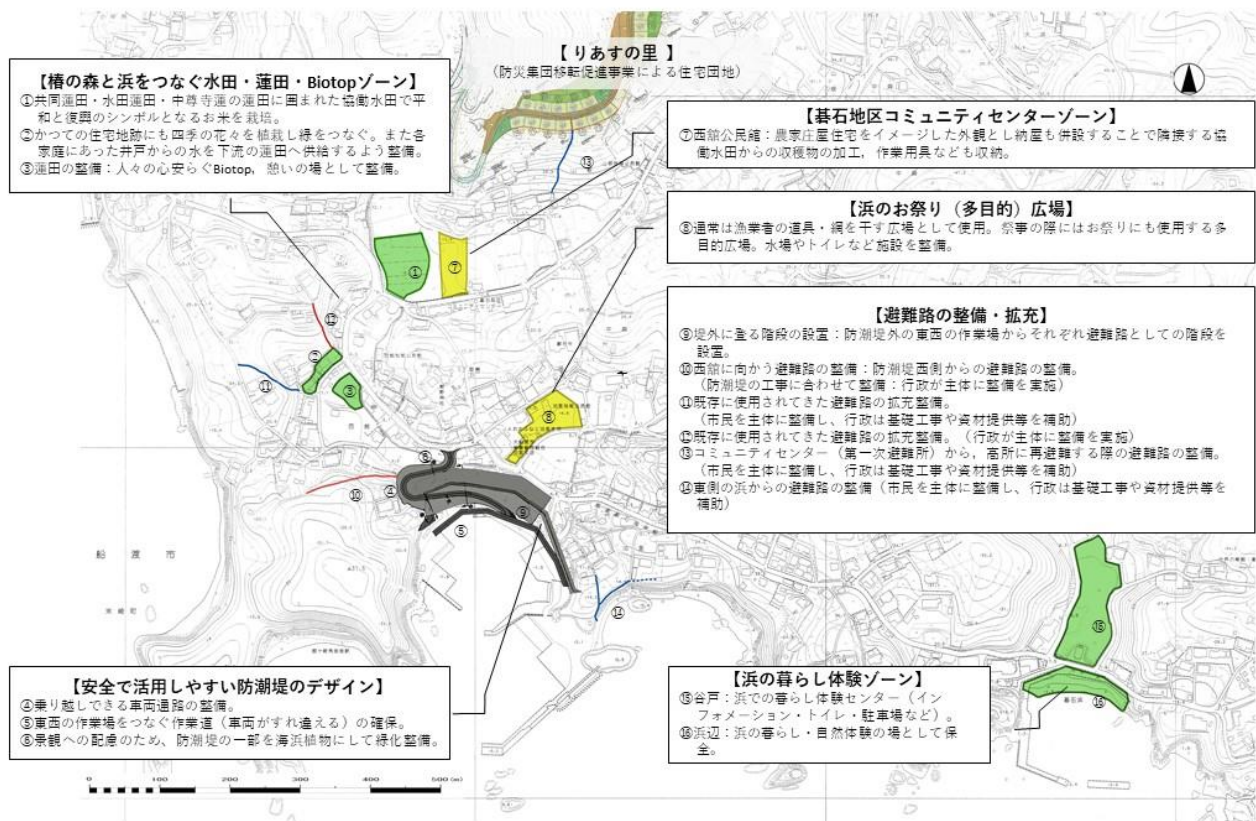 【 りあすの里 】
（防災集団移転促進事業による住宅団地）
【椿の森と浜をつなぐ水田・蓮田・Biotopゾーン】
①共同蓮田・水田蓮田・中尊寺蓮の蓮田に囲まれた協働水田で平
和と復興のシンボルとなるお米を栽培。
②かつての住宅地跡にも四季の花々を植栽し緑をつなぐ。また各
家庭にあった井戸からの水を下流の蓮田へ供給するよう整備。
③蓮田の整備：人々の心安らぐBiotop，憩いの場として整備。
【碁石地区コミュニティセンターゾーン】
⑦西舘公民館：農家庄屋住宅をイメージした外観とし納屋も併設することで隣接する協
働水田からの収穫物の加工，作業用具なども収納。
【浜のお祭り（多目的）広場】
⑧通常は漁業者の道具・網を干す広場として使用。祭事の際にはお祭りにも使用する多
目的広場。水場やトイレなど施設を整備。
【避難路の整備・拡充】
⑨堤外に登る階段の設置：防潮堤外の東西の作業場からそれぞれ避難路としての階段を
設置。
⑩西舘に向かう避難路の整備：防潮堤西側からの避難路の整備。
（防潮堤の工事に合わせて整備：行政が主体に整備を実施）
⑪既存に使用されてきた避難路の拡充整備。
（市民を主体に整備し、行政は基礎工事や資材提供等を補助）
⑫既存に使用されてきた避難路の拡充整備。（行政が主体に整備を実施）
⑬コミュニティセンター（第一次避難所）から，高所に再避難する際の避難路の整備。
（市民を主体に整備し、行政は基礎工事や資材提供等を補助）
⑭東側の浜からの避難路の整備（市民を主体に整備し、行政は基礎工事や資材提供等を
補助）
⑬
①
⑦
⑫
②
⑪
③
⑧
⑥
④
⑩
⑤
⑨
⑭
⑮
⑯
船 渡 市
末崎町
碁石浜
【安全で活用しやすい防潮堤のデザイン】
④乗り越しできる車両通路の整備。
⑤東西の作業場をつなぐ作業道（車両がすれ違える）の確保。
⑥景観への配慮のため、防潮堤の一部を海浜植物にして緑化整備。
【浜の暮らし体験ゾーン】
⑮谷戸：浜での暮らし体験センター（イン
フォメーション・トイレ・駐車場など）。
⑯浜辺：浜の暮らし・自然体験の場として保
全。
0 100 200 300 400 500 (m)